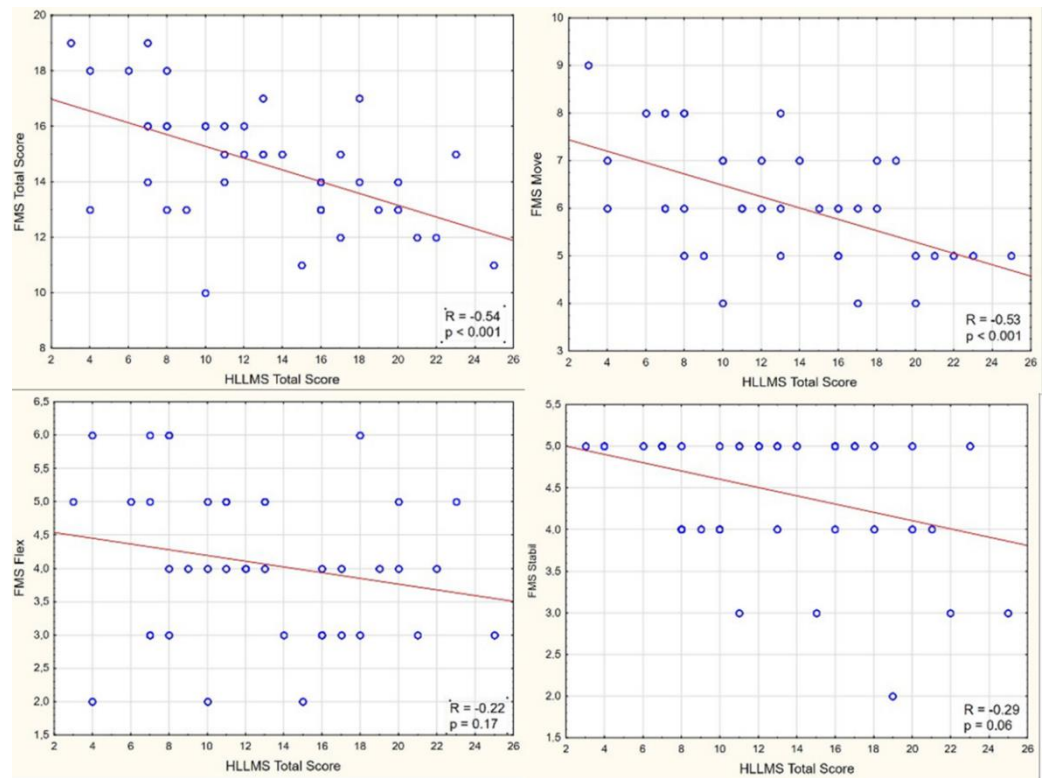 20
18
16
14
12
10
8
FMS Total Score
R = -0.54
p < 0.001
2 4 6 8 10 12 14 16 18 20 22 24 26
HLLMS Total Score
10
9
8
7
6
5
4
3
FMS Move
R = -0.53
p < 0.001
2 4 6 8 10 12 14 16 18 20 22 24 26
HLLMS Total Score
6,5
6,0
5,5
5,0
4,5
4,0
3,5
3,0
2,5
2,0
1,5
FMS Flex
R = -0.22
p = 0.17
2 4 6 8 10 12 14 16 18 20 22 24 26
HLLMS Total Score
5,5
5,0
4,5
4,0
3,5
3,0
2,5
2,0
1,5
FMS Stabil
R = -0.29
p = 0.06
2 4 6 8 10 12 14 16 18 20 22 24 26
HLLMS Total Score